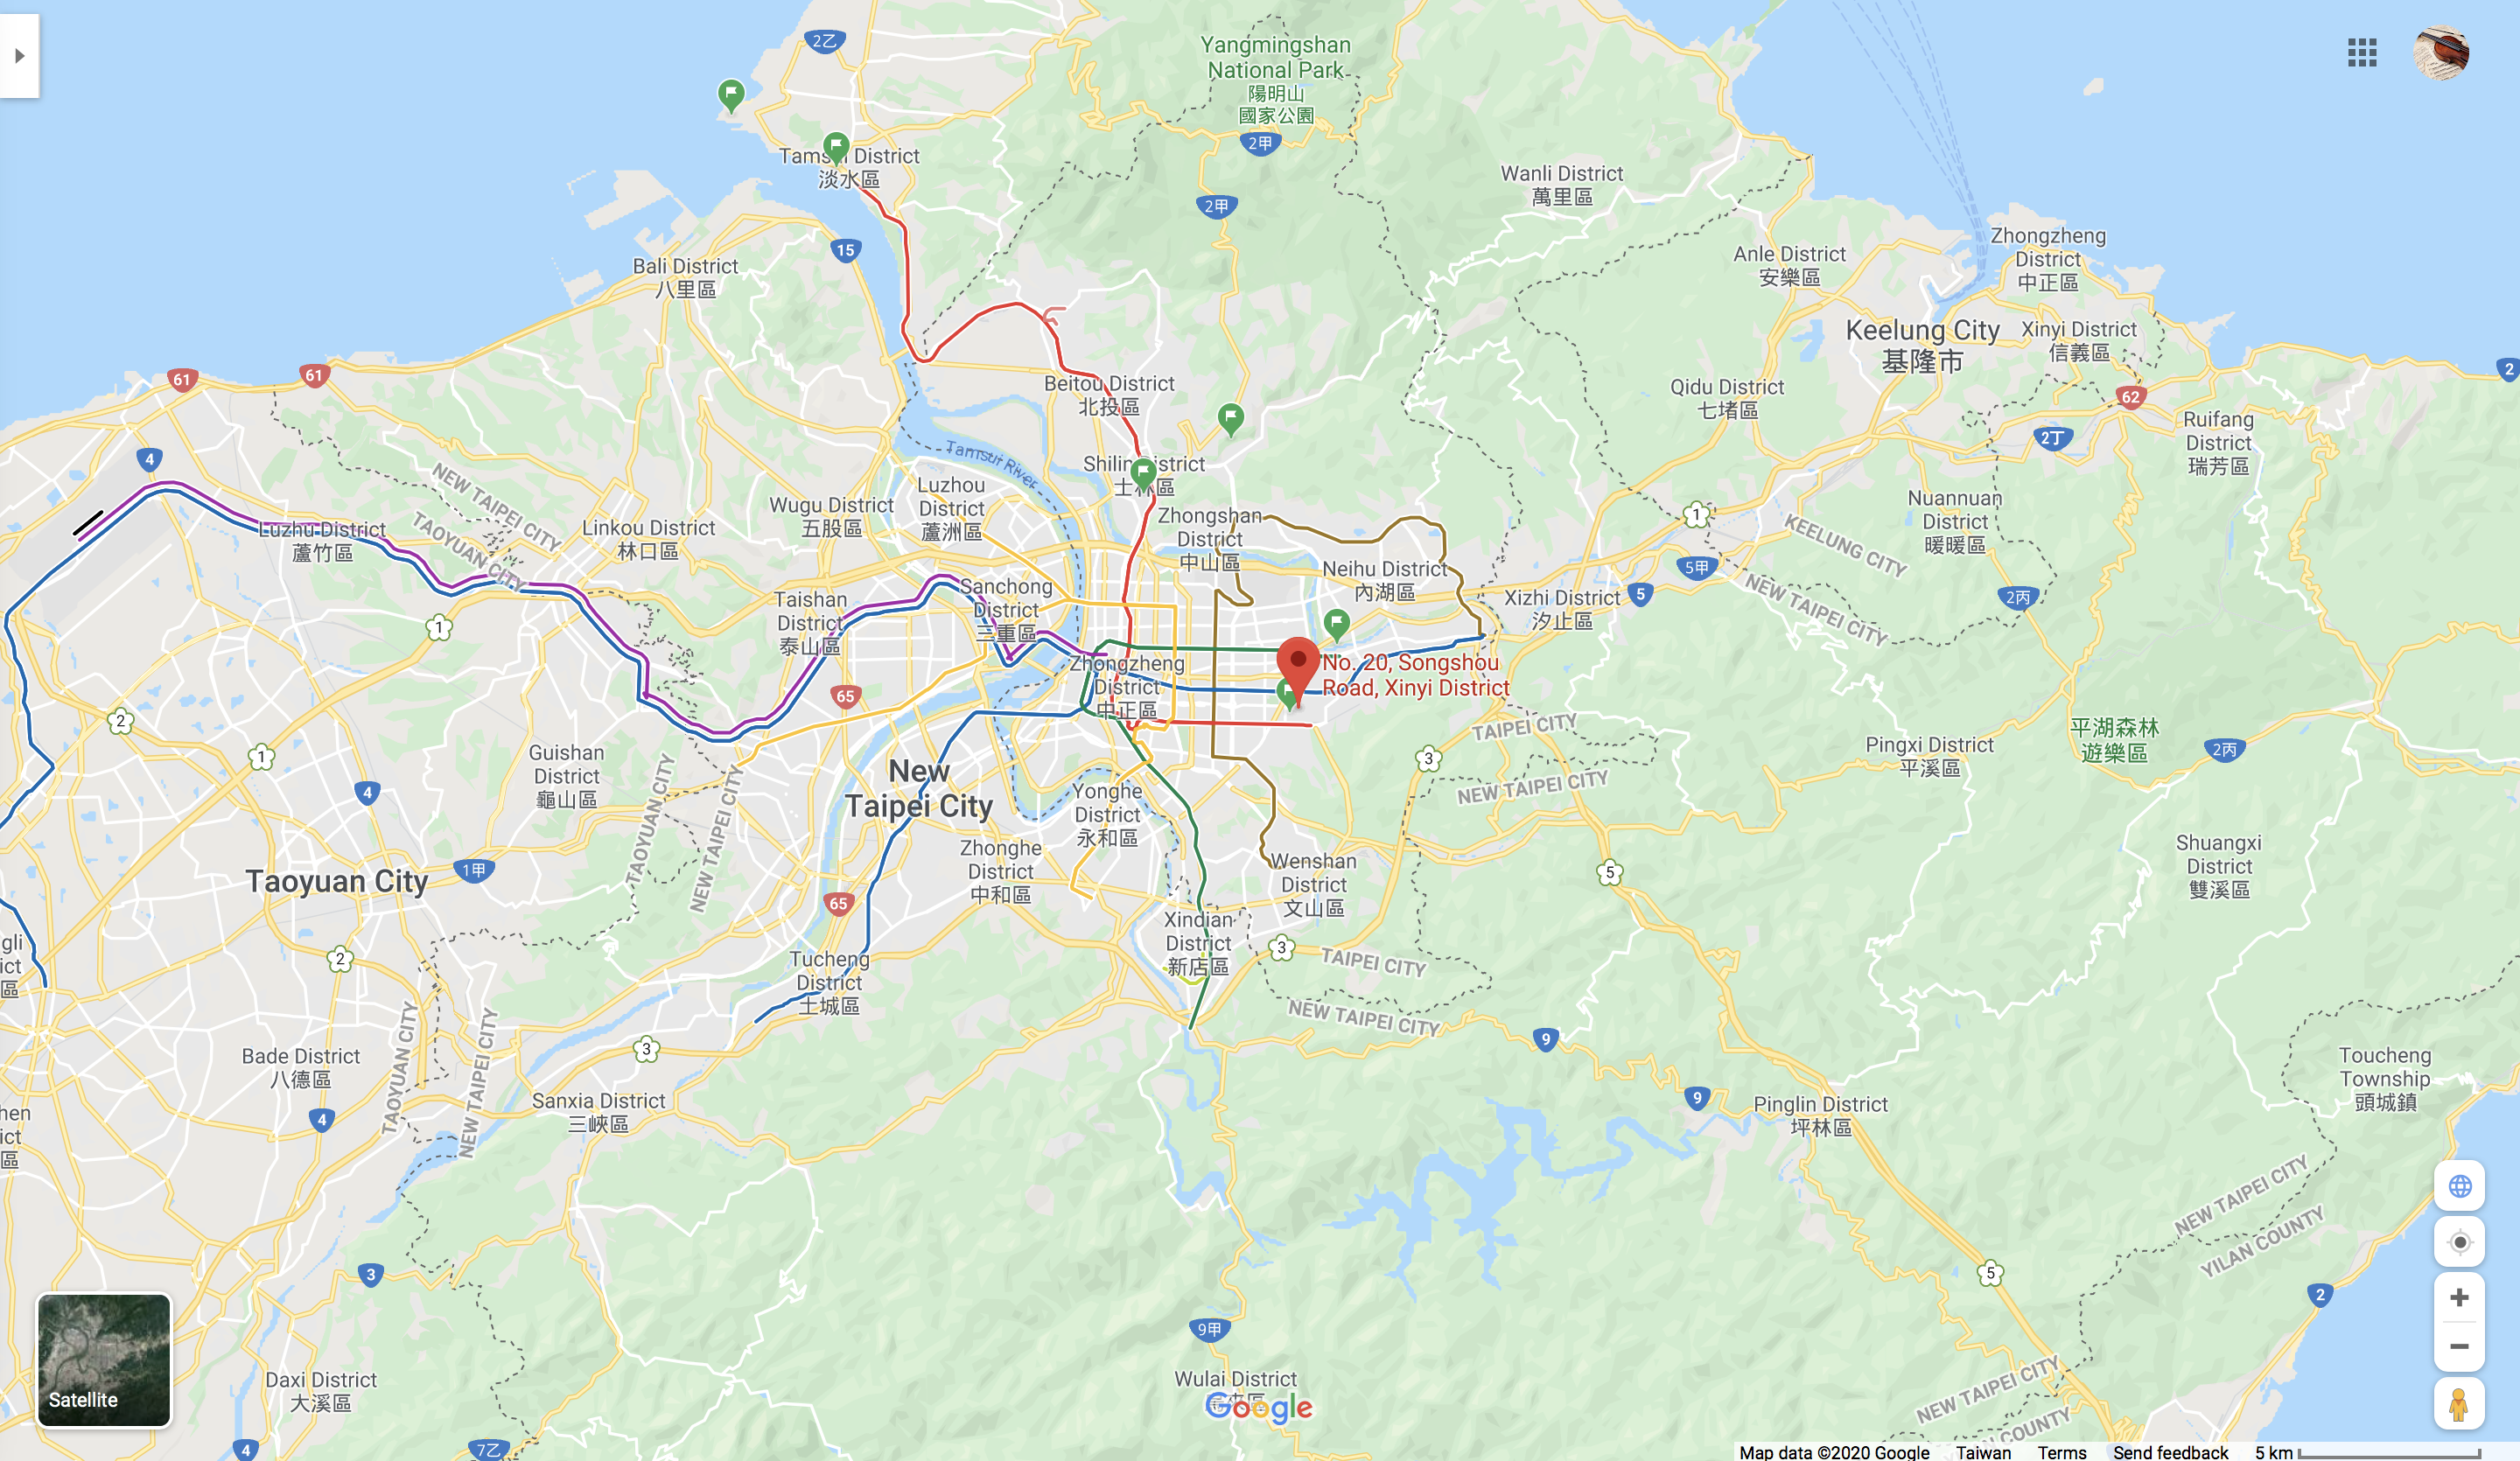 2乙
Yangmingshan
National Park
陽明山
國家公園
2甲
Tamsui District
淡水區
Wanli District
萬里區
2甲
15
Zhongzheng
District
中正區
Anle District
安樂區
Bali District
八里區
Keelung City
基隆市
Xinyi District
信義區
61
61
2
Beitou District
北投區
Qidu District
七堵區
62
Ruifang
District
瑞芳區
2丁
4
Tamsui River
NEW TAIPEI CITY
Shilin District
士林區
Luzhou
District
蘆洲區
Wugu District
五股區
Nuannuan
District
暖暖區
1
Zhongshan
District
中山區
Luzhu District
蘆竹區
TAOYUAN CITY
Linkou District
林口區
KEELUNG CITY
Neihu District
內湖區
5甲
Sanchong
District
三重區
Taishan
District
泰山區
Xizhi District
汐止區
5
NEW TAIPEI CITY
2丙
1
Zhongzheng
District
中正區
No. 20, Songshou
Road, Xinyi District
65
2
TAIPEI CITY
平湖森林
遊樂區
Pingxi District
平溪區
2丙
1
3
Guishan
District
龜山區
New
Taipei City
NEW TAIPEI CITY
4
Yonghe
District
永和區
TAOYUAN CITY
NEW TAIPEI CITY
Zhonghe
District
中和區
Wenshan
District
文山區
Shuangxi
District
雙溪區
Taoyuan City
1甲
5
65
Xindian
District
新店區
gli
ict
區
2
3
TAIPEI CITY
Tucheng
District
土城區
NEW TAIPEI CITY
TAOYUAN CITY
NEW TAIPEI CITY
3
9
Bade District
八德區
Toucheng
Township
頭城鎮
Sanxia District
三峽區
9
Pinglin District
坪林區
hen
ict
區
4
NEW TAIPEI CITY
YILAN COUNTY
3
5
2
9甲
Satellite
Daxi District
大溪區
Wulai District
Google
NEW TAIPEI CITY
COUNTY
4
7乙
Map data ©2020 Google Taiwan Terms Send feedback 5 km